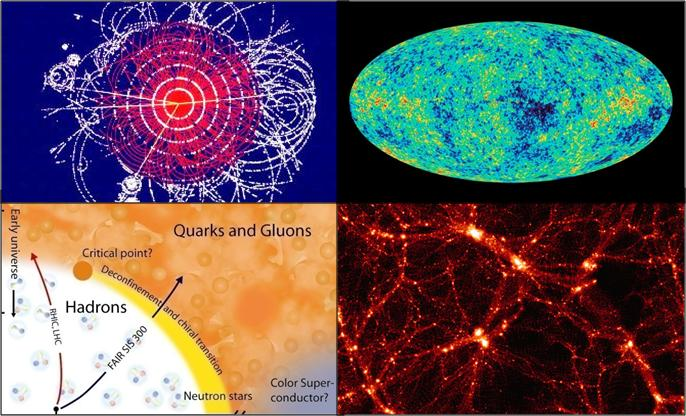 Early universe
Quarks and Gluons
Critical point?
Deconfinement and chiral transition
Hadrons
RHIC, LHC
FAIR SIS 300
Neutron stars
Color Super-
conductor?